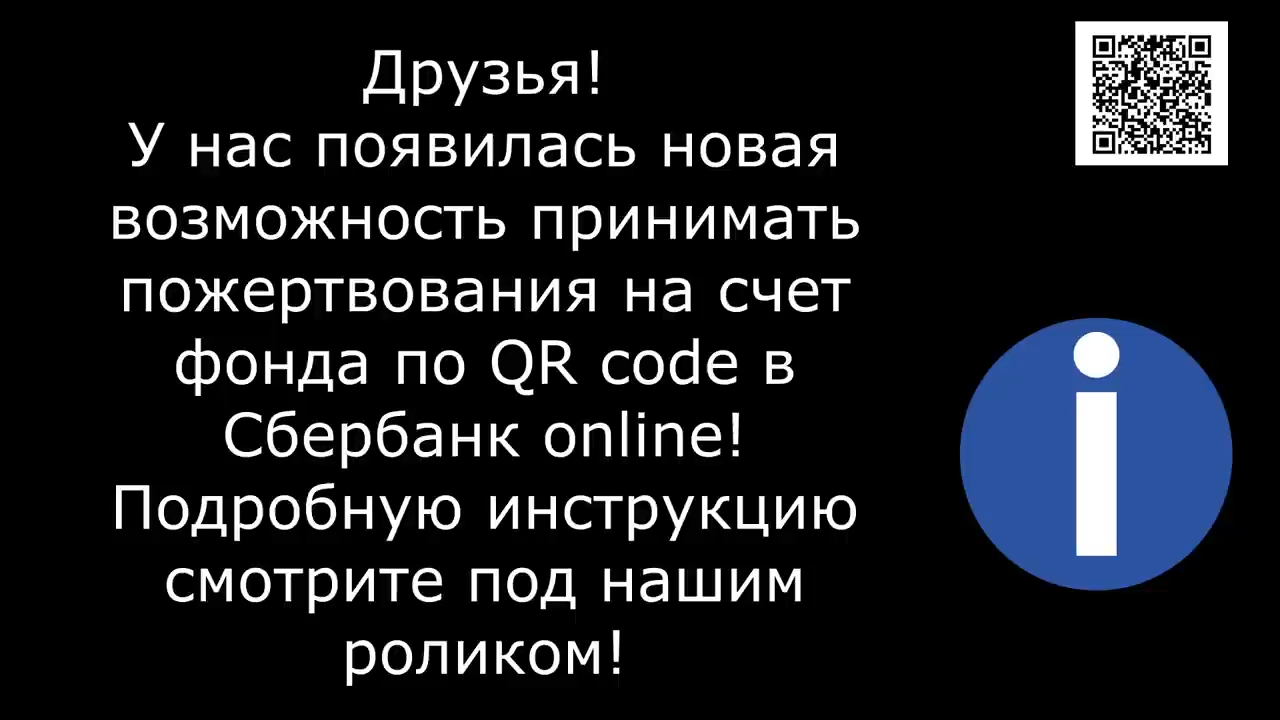 Друзья!
У нас появилась новая
возможность принимать
пожертвования на счет
фонда по QR code в
Сбербанк online!
Подробную инструкцию
смотрите под нашим
роликом!